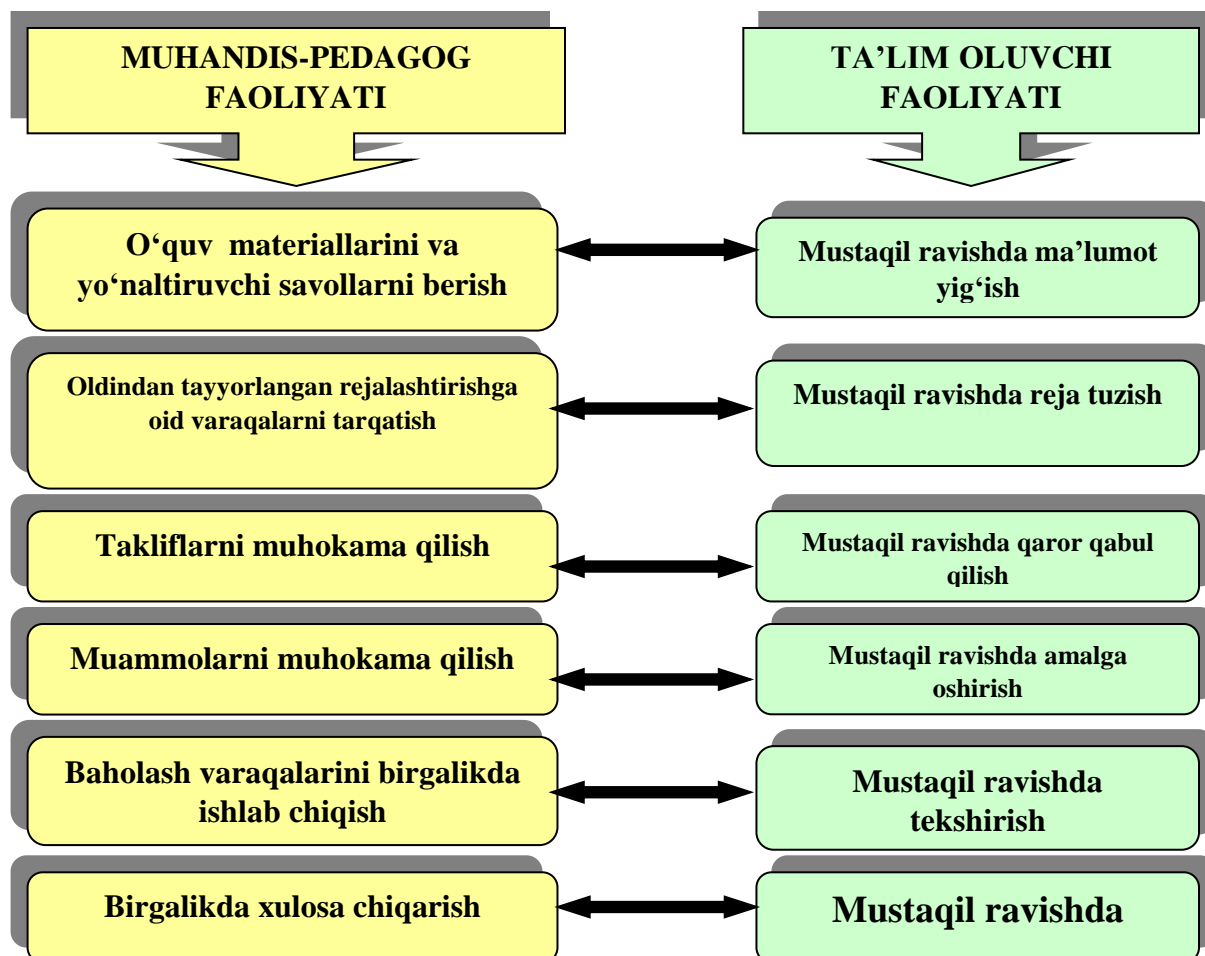 MUHANDIS-PEDAGOG
FAOLIYATI
TA’LIM OLUVCHI
FAOLIYATI
O‘quv materiallarini va
yo‘naltiruvchi savollarni berish
Mustaqil ravishda ma’lumot
yig‘ish
Oldindan tayyorlangan rejalashtirishga
oid varaqalarni tarqatish
Mustaqil ravishda reja tuzish
Takliflarni muhokama qilish
Mustaqil ravishda qaror qabul
qilish
Muammolarni muhokama qilish
Mustaqil ravishda amalga
oshirish
Baholash varaqalarini birgalikda
ishlab chiqish
Mustaqil ravishda
tekshirish
Birgalikda xulosa chiqarish
Mustaqil ravishda